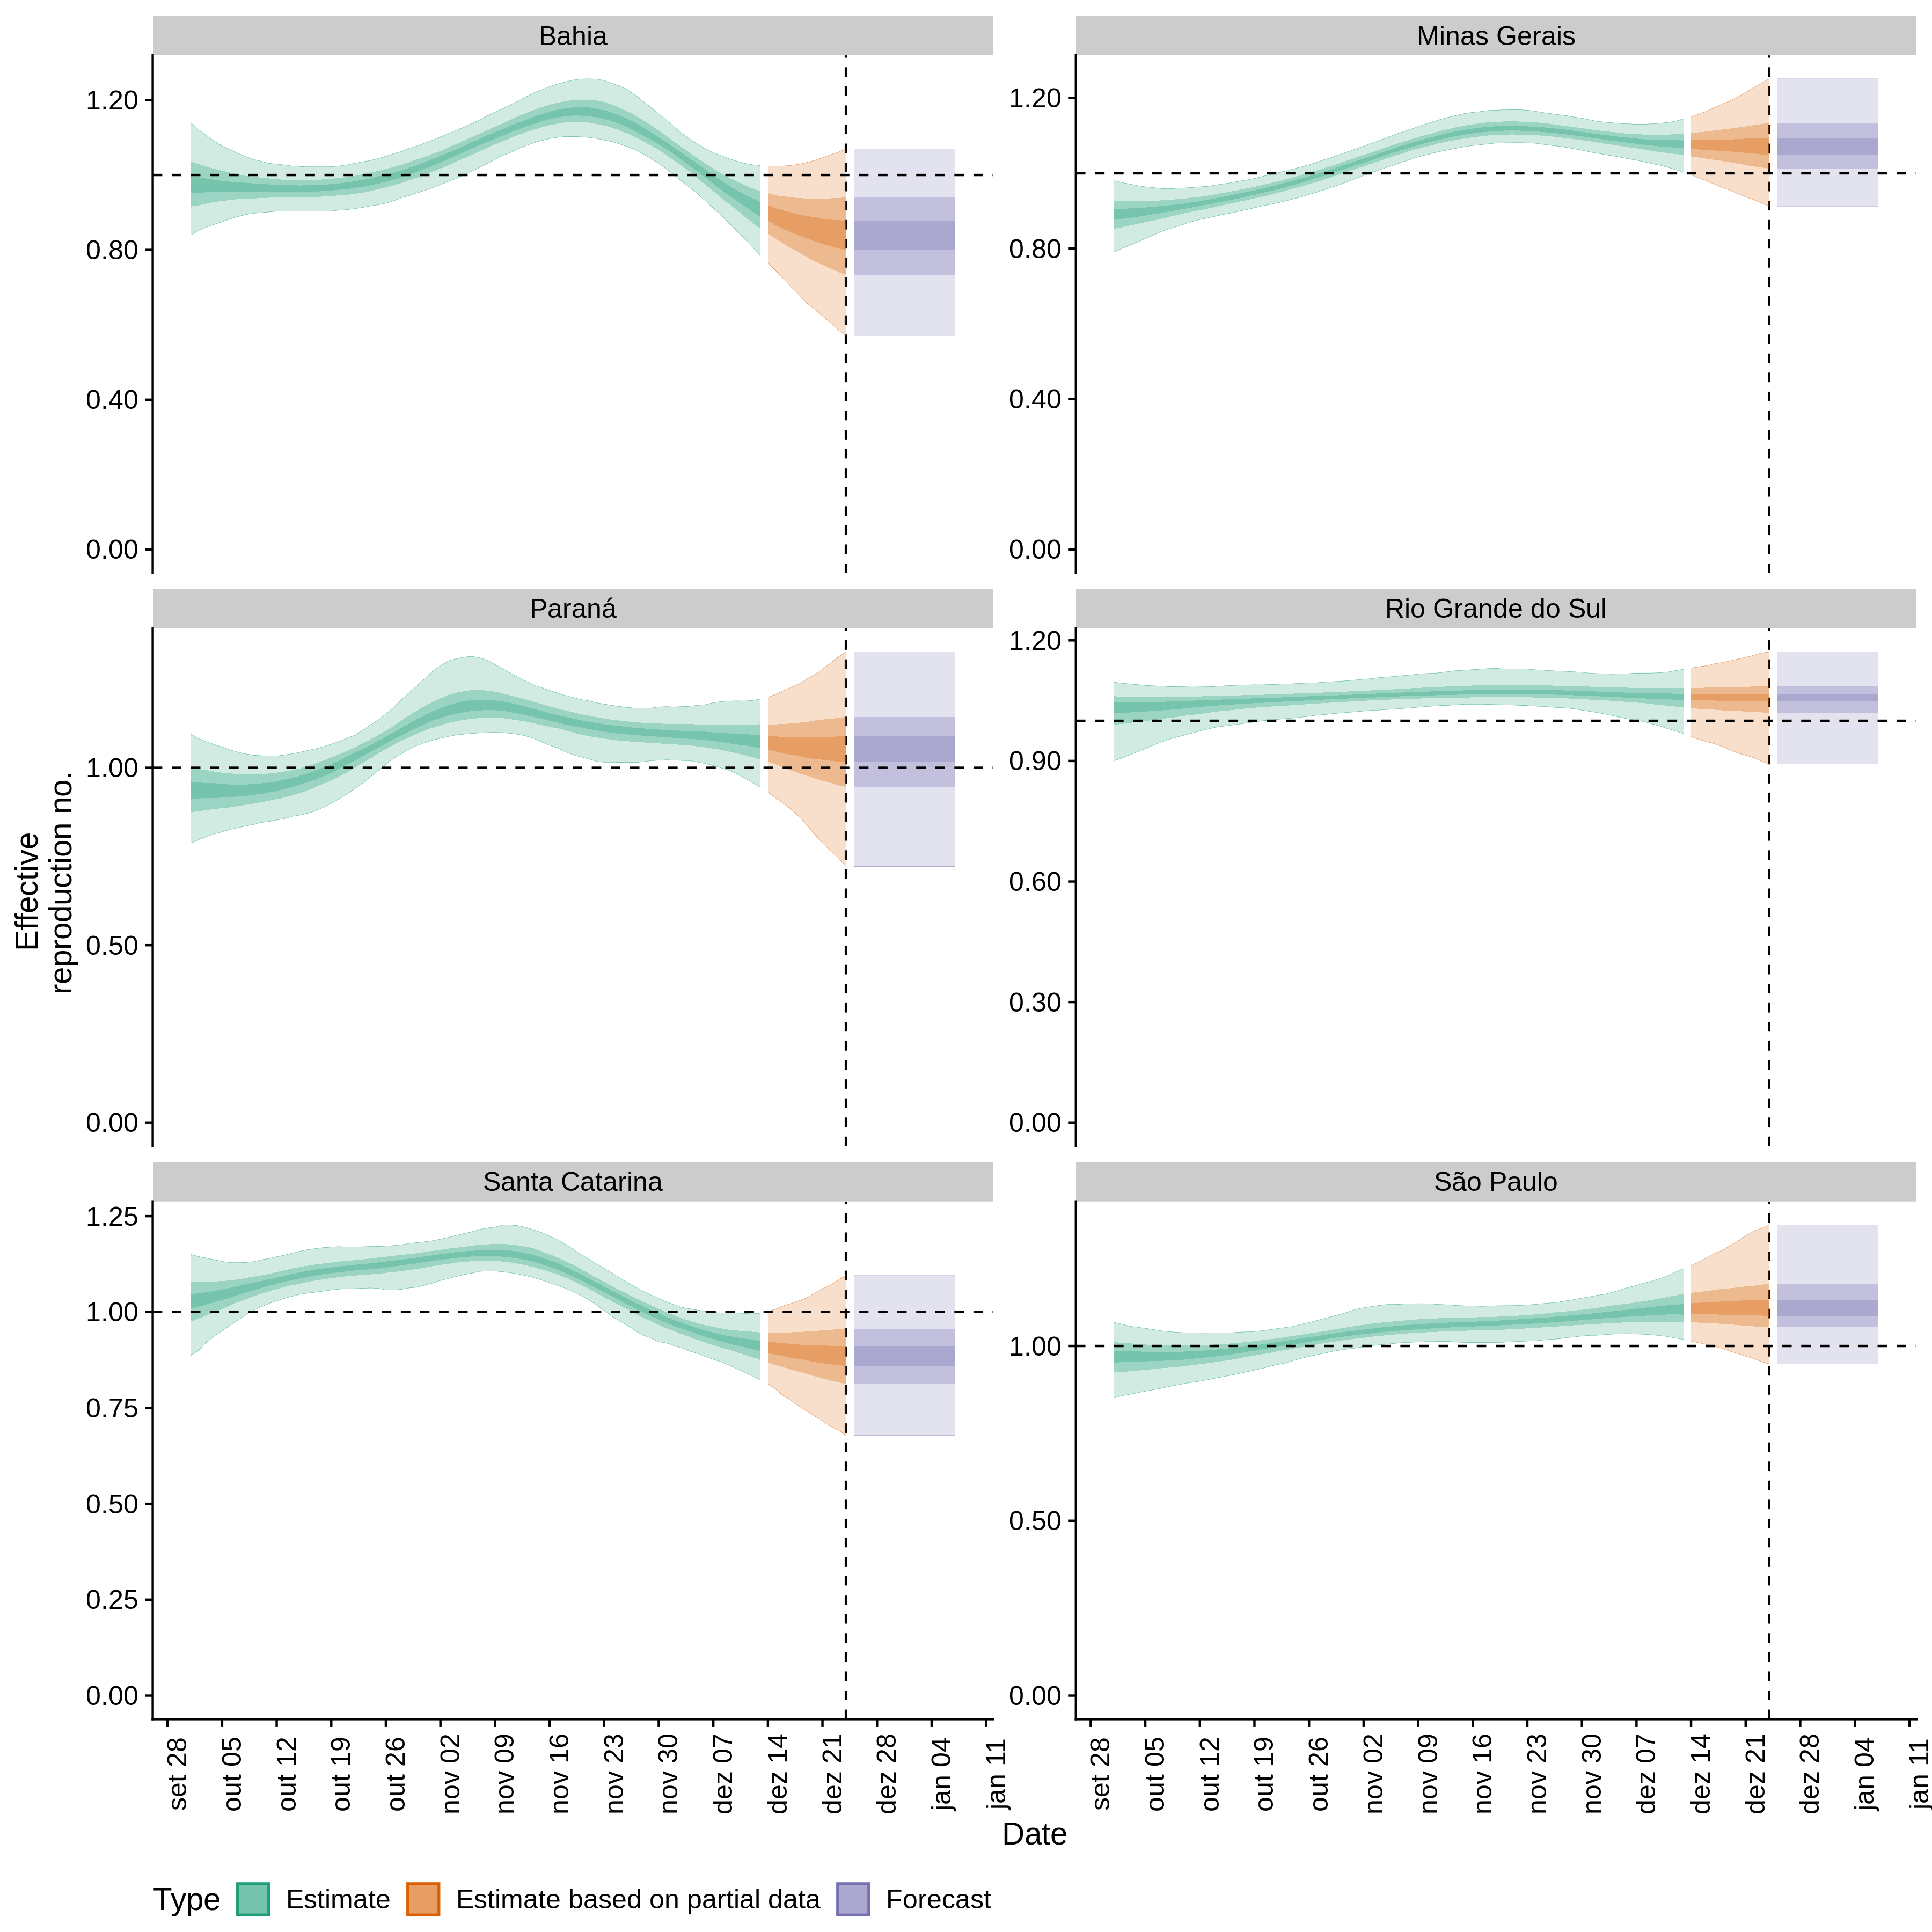 Bahia
Minas Gerais
1.20
0.80
0.40
0.00
1.20
0.80
0.40
0.00
Paraná
Rio Grande do Sul
1.00
0.50
0.00
1.20
0.90
0.60
0.30
0.00
Effective
reproduction no.
Santa Catarina
São Paulo
1.25
1.00
0.75
0.50
0.25
0.00
1.00
0.50
0.00
set 28
out 05
out 12
out 19
out 26
nov 02
nov 09
nov 16
nov 23
nov 30
dez 07
dez 14
dez 21
dez 28
jan 04
jan 11
set 28
out 05
out 12
out 19
out 26
nov 02
nov 09
nov 16
nov 23
nov 30
dez 07
dez 14
dez 21
dez 28
jan 04
jan 11
Date
Type Estimate Estimate based on partial data Forecast